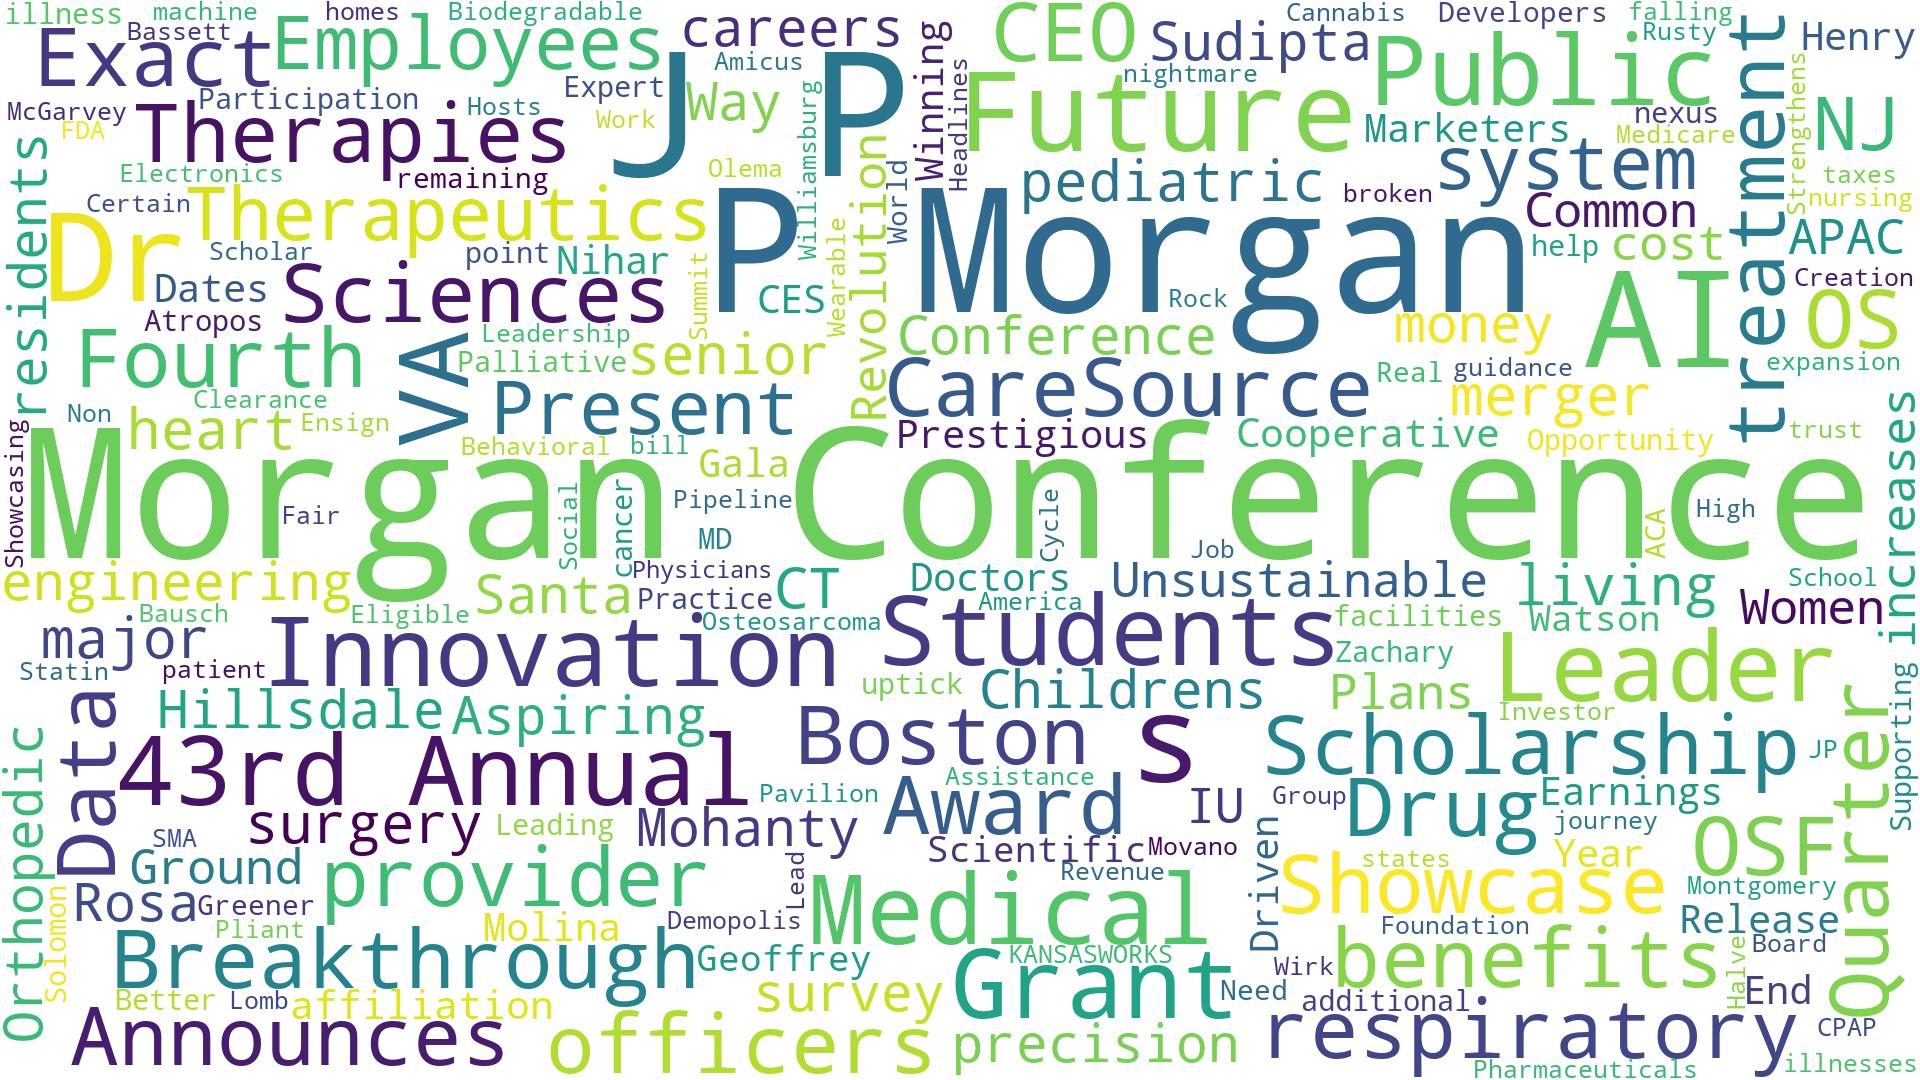 illness
machine
homes
Biodegradable
careers
CEO
Cannabis
Developers
falling
Exact
Bassett
Employees
Sudipta
Rusty
Henry
Amicus
Winning
Public
treatment
Expert
J P
Way
nightmare
Future
Headlines
Strengthens
McGarvey
Participation
Hosts
Work
Williamsburg
Marketers
nexus
NJ
FDA
Therapies
Revolution
Medicare
residents
Electronics
remaining
Olema
World
pediatric
system
taxes
Certain
Therapeutics
P Morgan
broken
Common
nursing
Dr
Scholar
point
Nihar
Summit
Wearable
help
cost
APAC
Dates
Sciences
CES
Rock
AI
Creation
Atropos
Leadership
Conference
money
OS
Fourth
VA
Palliative
senior
CareSource
Real
guidance
expansion
Clearance
Present
merger
Non
heart
Ensign
Behavioral
bill
Gala
Prestigious
Cooperative
Opportunity
trust
increases
Showcasing
Morgan Conference
Fair
Social
cancer
Pipeline
Cycle
ACA
High
MD
Job
engineering
Santa
Physicians
Practice
CT
Doctors
Unsustainable
living
School
Bausch
Eligible
Osteosarcoma
America
Students
facilities
Watson
Women
major
Innovation
Zachary
Leader
Statin
patient
uptick
Childrens
Plans
Supporting
Data
Hillsdale
Aspiring
Investor
Quarter
Orthopedic
43rd Annual
Boston
s
Scholarship
JP
Assistance
Pavilion
Award
IU
Group
Drug
Earnings
surgery
Leading
Mohanty
journey
SMA
Scientific
Movano
Driven
OSF
Ground
provider
Lead
Revenue
states
Year
Showcase
Montgomery
Rosa
Greener
Medical
Solomon
Pliant
Molina
Demopolis
Foundation
Release
Breakthrough
Geoffrey
KANSASWORKS
Wirk
benefits
Halve
Board
Better
Lomb
affiliation
survey
Grant
Need
additional
End
Announces
officers
precision
respiratory
CPAP
Pharmaceuticals
illnesses